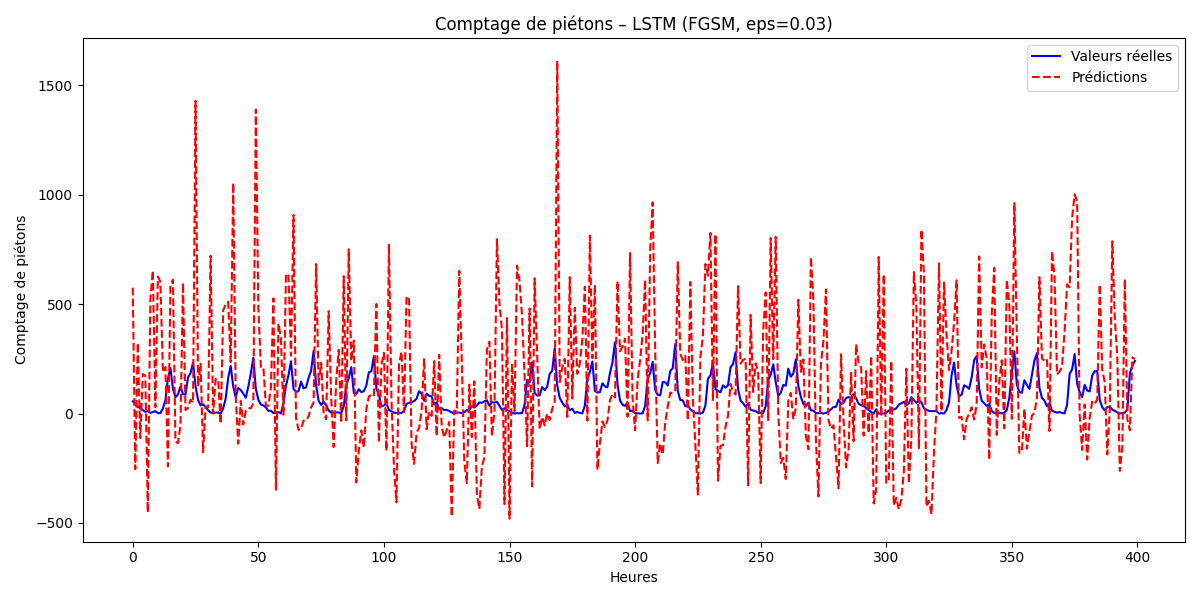 Comptage de piétons – LSTM (FGSM, eps=0.03)
Valeurs réelles
Prédictions
Comptage de piétons
1500
1000
500
0
−500
0 50 100 150 200 250 300 350 400
Heures